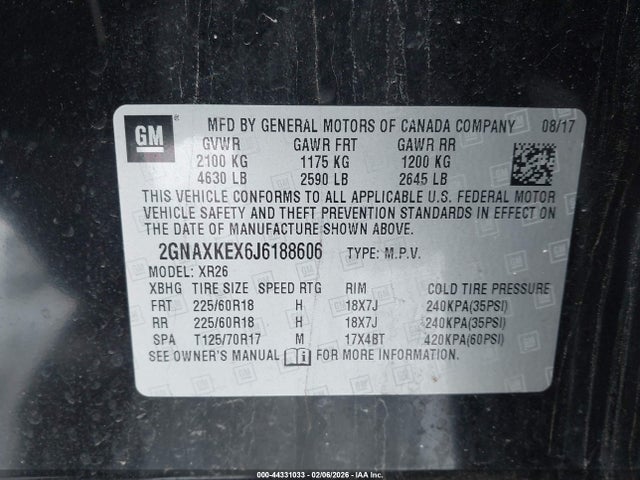 GM ® MFD BY GENERAL MOTORS OF CANADA COMPANY 08/17
GVWR GAWR FRT GAWR RR
2100 KG 1175 KG 1200 KG
4630 LB 2590 LB 2645 LB
THIS VEHICLE CONFORMS TO ALL APPLICABLE U.S. FEDERAL MOTOR
VEHICLE SAFETY AND THEFT PREVENTION STANDARDS IN EFFECT ON
THE DATE OF MANUFACTURE SHOWN ABOVE.
2GNAXKEX6J6188606 TYPE: M.P.V.
MODEL: XR26
XBHG TIRE SIZE SPEED RTG RIM COLD TIRE PRESSURE
FRT 225/60R18 H 18X7J 240KPA(35PSI)
RR 225/60R18 H 18X7J 240KPA(35PSI)
SPA T125/70R17 M 17X4BT 420KPA(60PSI)
SEE OWNER'S MANUAL i FOR MORE INFORMATION.
000-44331033 - 02/06/2026 - IAA Inc.